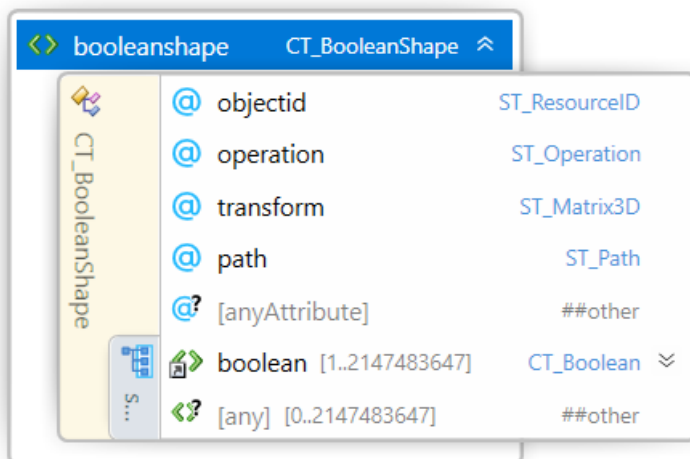 booleanshape CT_BooleanShape
CT_BooleanShape
@ objectid ST_ResourceID
@ operation ST_Operation
@ transform ST_Matrix3D
@ path ST_Path
@? [anyAttribute] ##other
boolean [1..2147483647] CT_Boolean
? [any] [0..2147483647] ##other
S...